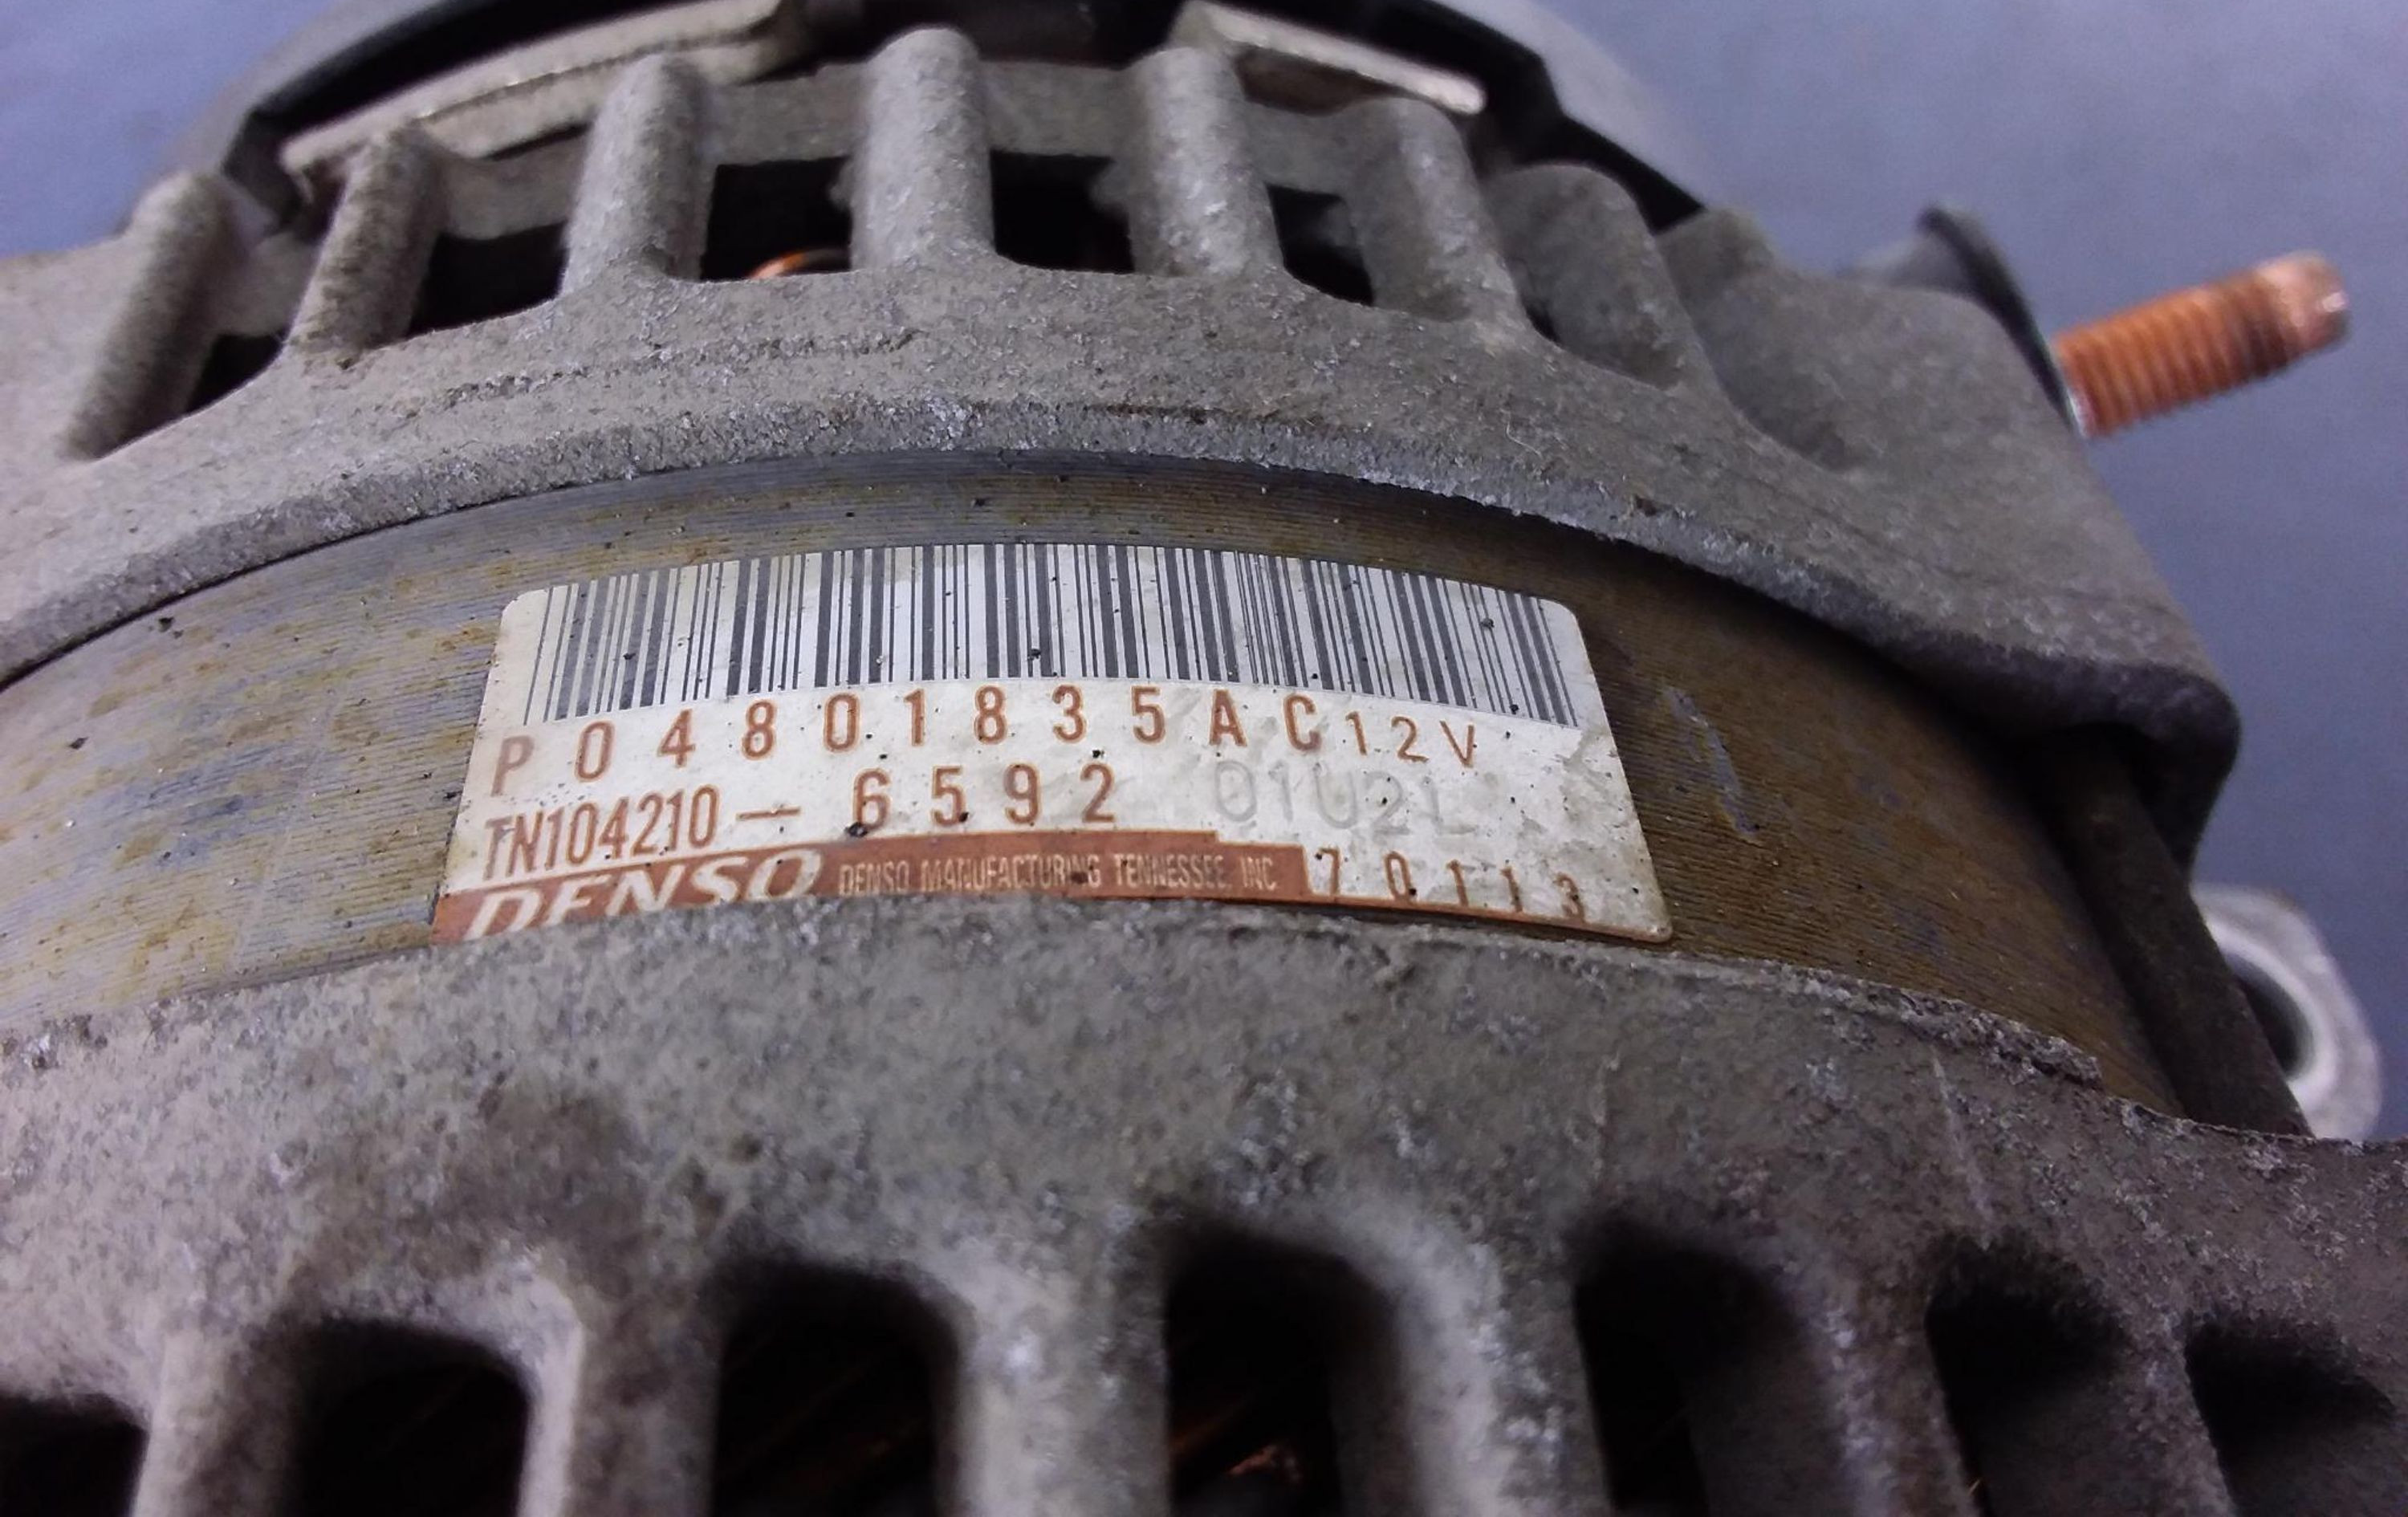 P04801835AC 12V
TN104210-6592 01U2L
DENSO DENSO MANUFACTURING TENNESSEE, INC 70113